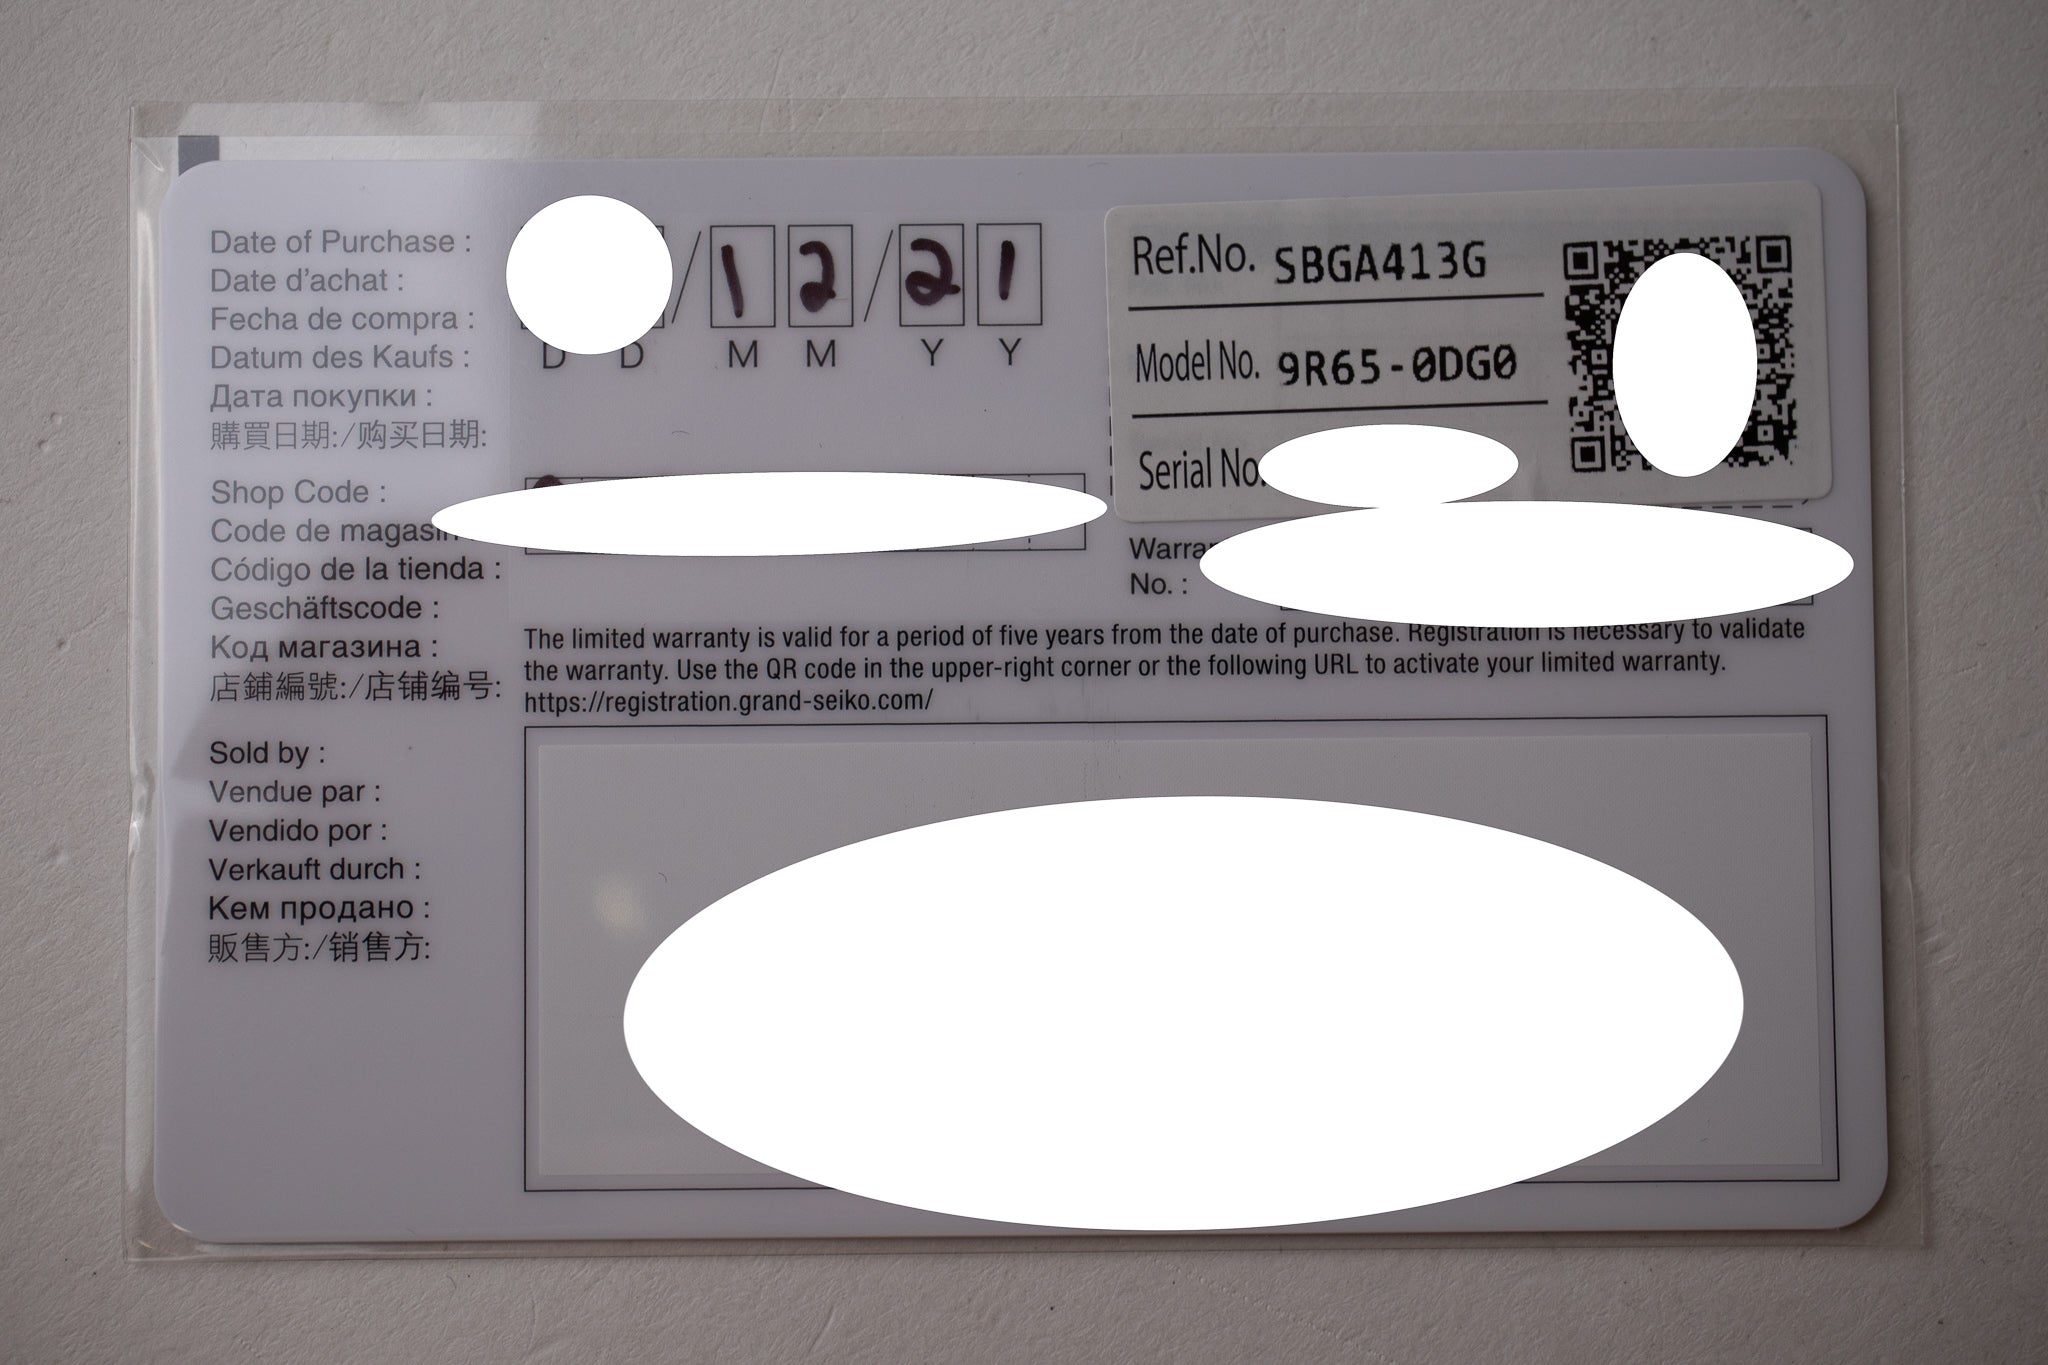 Date of Purchase :
Date d'achat :
Fecha de compra :
Datum des Kaufs :
Дата покупки :
購買日期:/购买日期:
/ 1 2 / 2 1
D D M M Y Y
Shop Code :
Code de magasin
Código de la tienda :
Geschäftscode :
Код магазина :
店鋪編號:/店铺编号:
Ref.No. SBGA413G
Model No. 9R65-0DG0
Serial No.
No. :
The limited warranty is valid for a period of five years from the date of purchase. Registration is necessary to validate
the warranty. Use the QR code in the upper-right corner or the following URL to activate your limited warranty.
https://registration.grand-seiko.com/
Sold by :
Vendue par :
Vendido por :
Verkauft durch :
Кем продано :
販售方:/销售方: